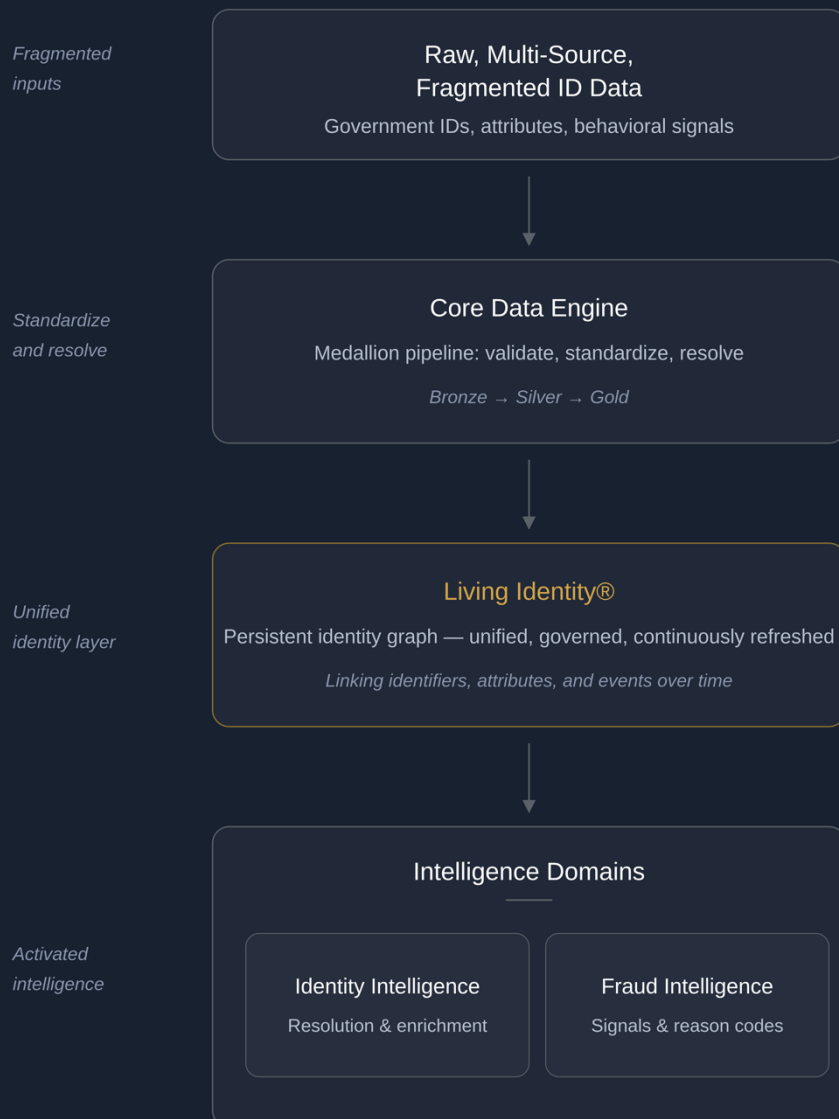 Fragmented
inputs
Raw, Multi-Source,
Fragmented ID Data
Government IDs, attributes, behavioral signals
Standardize
and resolve
Core Data Engine
Medallion pipeline: validate, standardize, resolve
Bronze → Silver → Gold
Unified
identity layer
Living Identity®
Persistent identity graph — unified, governed, continuously refreshed
Linking identifiers, attributes, and events over time
Activated
intelligence
Intelligence Domains
Identity Intelligence
Resolution & enrichment
Fraud Intelligence
Signals & reason codes